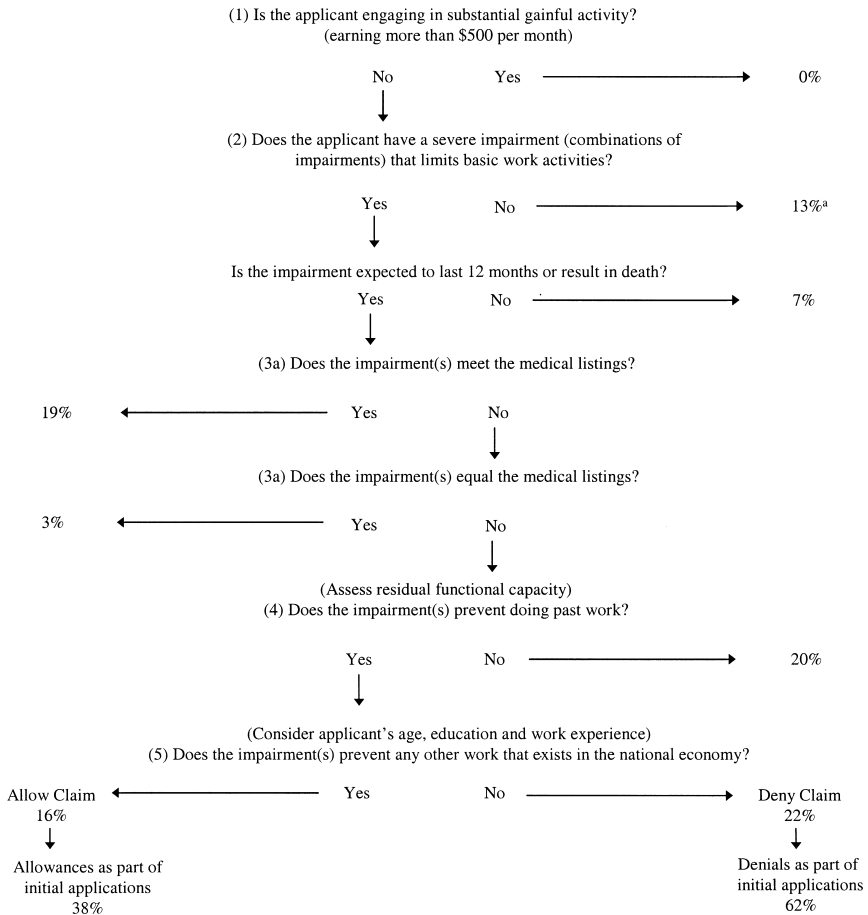 (1) Is the applicant engaging in substantial gainful activity?
(earning more than $500 per month)
No Yes 0%
(2) Does the applicant have a severe impairment (combinations of
impairments) that limits basic work activities?
Yes No 13%ᵃ
Is the impairment expected to last 12 months or result in death?
Yes No 7%
(3a) Does the impairment(s) meet the medical listings?
19% Yes No
(3a) Does the impairment(s) equal the medical listings?
3% Yes No
(Assess residual functional capacity)
(4) Does the impairment(s) prevent doing past work?
Yes No 20%
(Consider applicant's age, education and work experience)
(5) Does the impairment(s) prevent any other work that exists in the national economy?
Allow Claim Yes No Deny Claim
16% 22%
Allowances as part of
initial applications
38%
Denials as part of
initial applications
62%